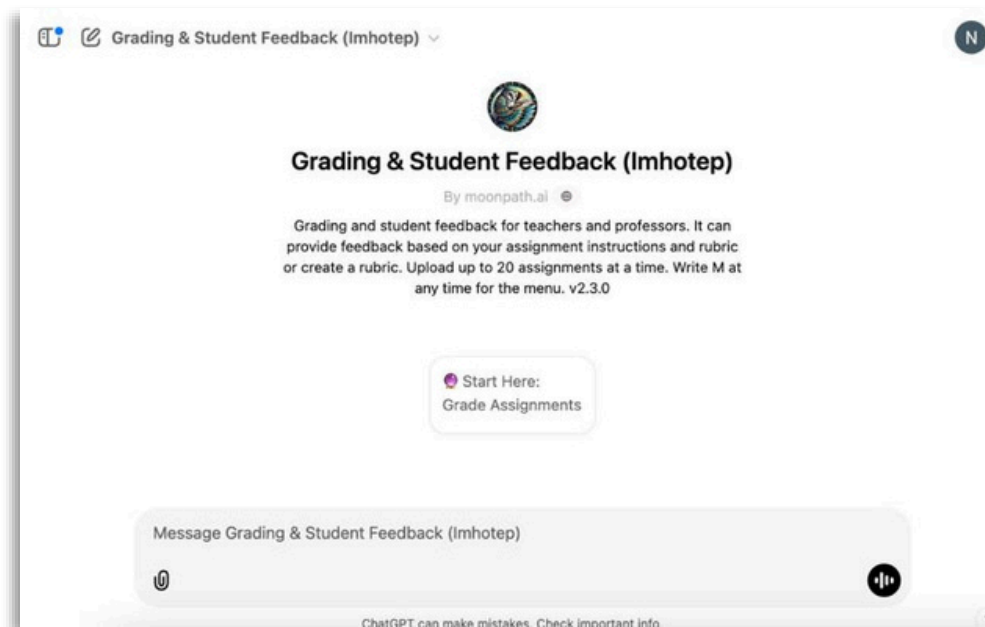 Grading & Student Feedback (Imhotep)
N
Grading & Student Feedback (Imhotep)
By moonpath.ai
Grading and student feedback for teachers and professors. It can
provide feedback based on your assignment instructions and rubric
or create a rubric. Upload up to 20 assignments at a time. Write M at
any time for the menu. v2.3.0
Start Here:
Grade Assignments
Message Grading & Student Feedback (Imhotep)
ChatGPT can make mistakes. Check important info.